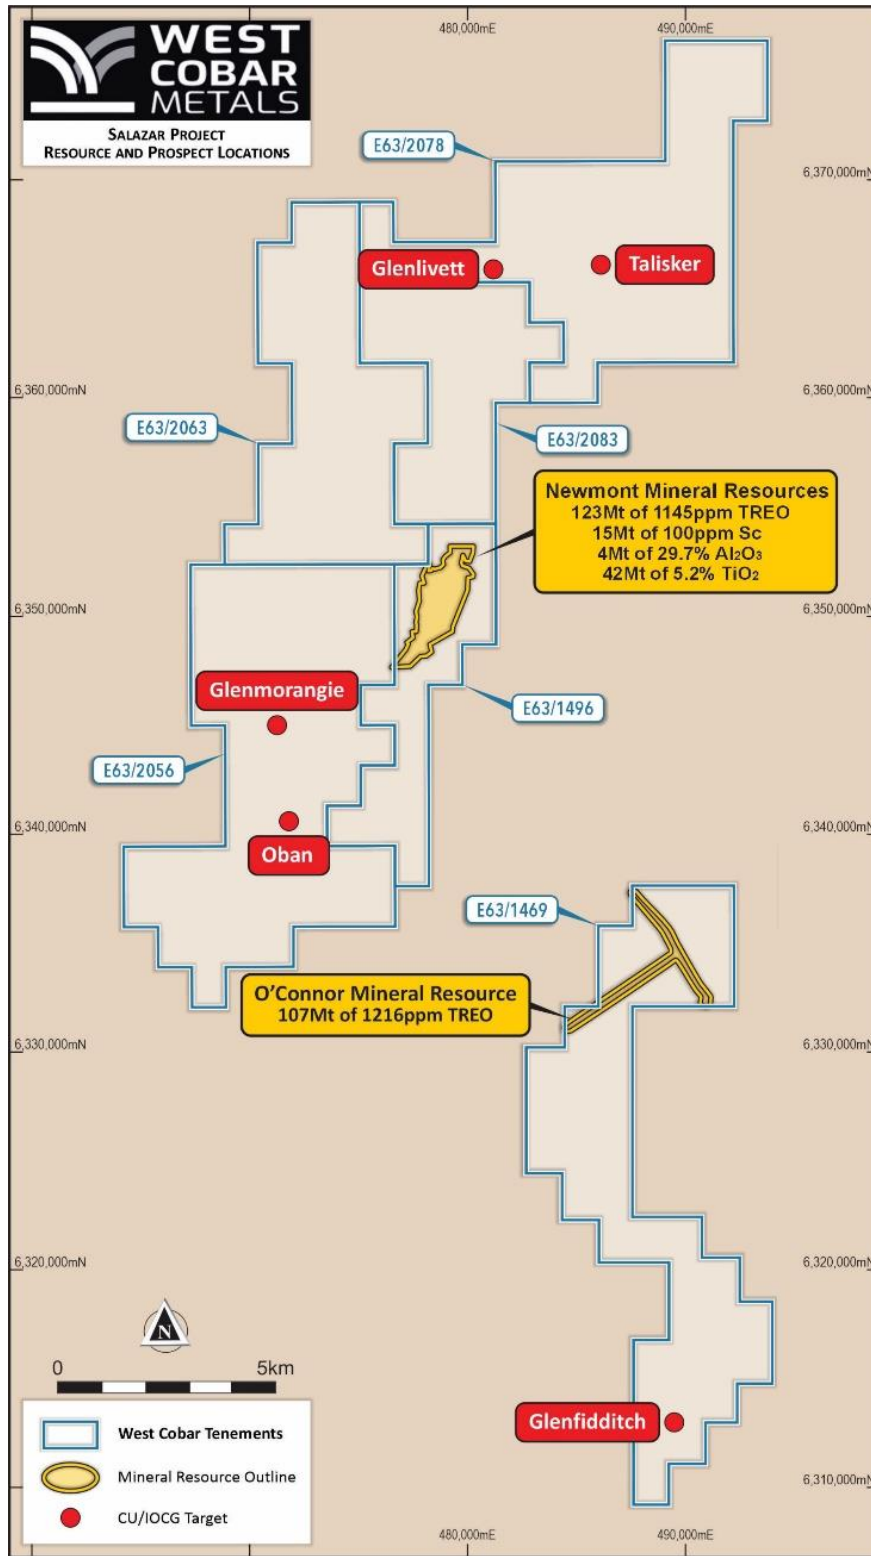 WEST
COBAR
METALS
SALAZAR PROJECT
RESOURCE AND PROSPECT LOCATIONS
480,000mE
490,000mE
E63/2078
6,370,000mN
6,370,000mN
Glenlivett
Talisker
6,360,000mN
6,360,000mN
E63/2063
E63/2083
Newmont Mineral Resources
123Mt of 1145ppm TREO
15Mt of 100ppm Sc
4Mt of 29.7% Al₂O₃
42Mt of 5.2% TiO₂
6,350,000mN
6,350,000mN
Glenmorangie
E63/1496
E63/2056
6,340,000mN
6,340,000mN
Oban
E63/1469
O'Connor Mineral Resource
107Mt of 1216ppm TREO
6,330,000mN
6,330,000mN
6,320,000mN
6,320,000mN
N
0 5km
Glenfidditch
West Cobar Tenements
Mineral Resource Outline
CU/IOCG Target
6,310,000mN
480,000mE
490,000mE